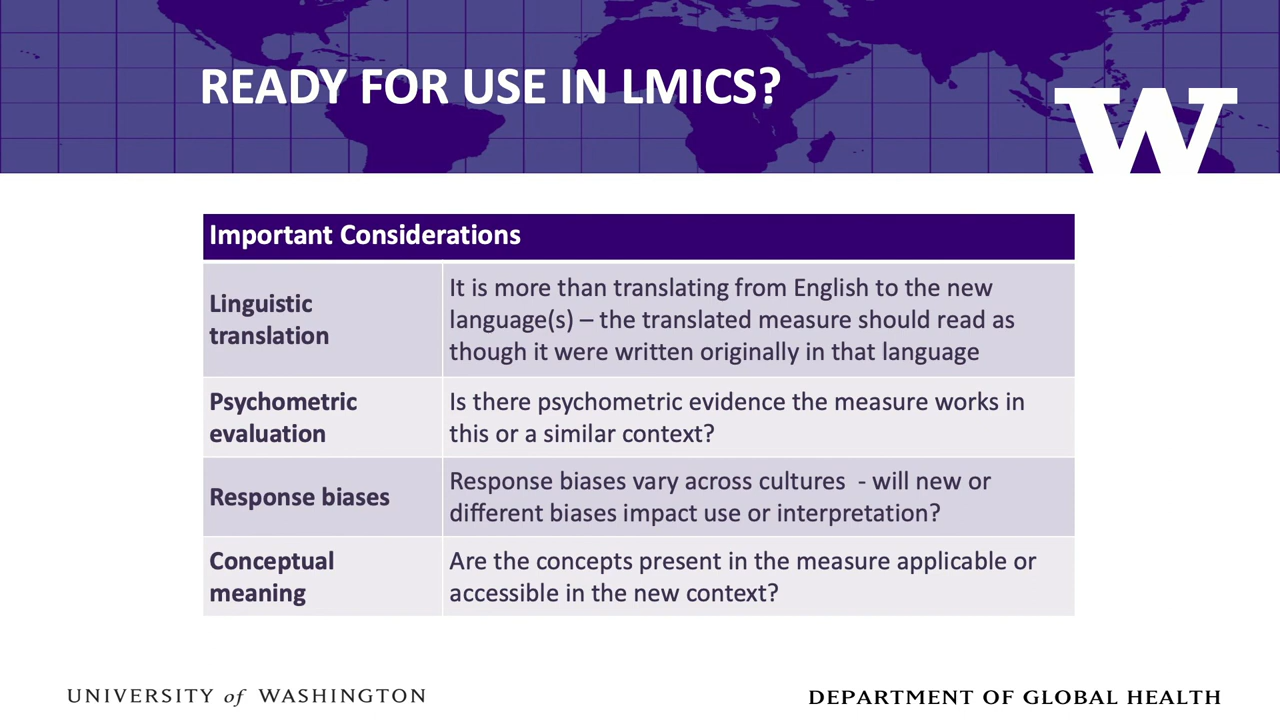 READY FOR USE IN LMICS?
W
Important Considerations
Linguistic
translation
It is more than translating from English to the new
language(s) – the translated measure should read as
though it were written originally in that language
Psychometric
evaluation
Is there psychometric evidence the measure works in
this or a similar context?
Response biases
Response biases vary across cultures  - will new or
different biases impact use or interpretation?
Conceptual
meaning
Are the concepts present in the measure applicable or
accessible in the new context?
UNIVERSITY of WASHINGTON
DEPARTMENT OF GLOBAL HEALTH